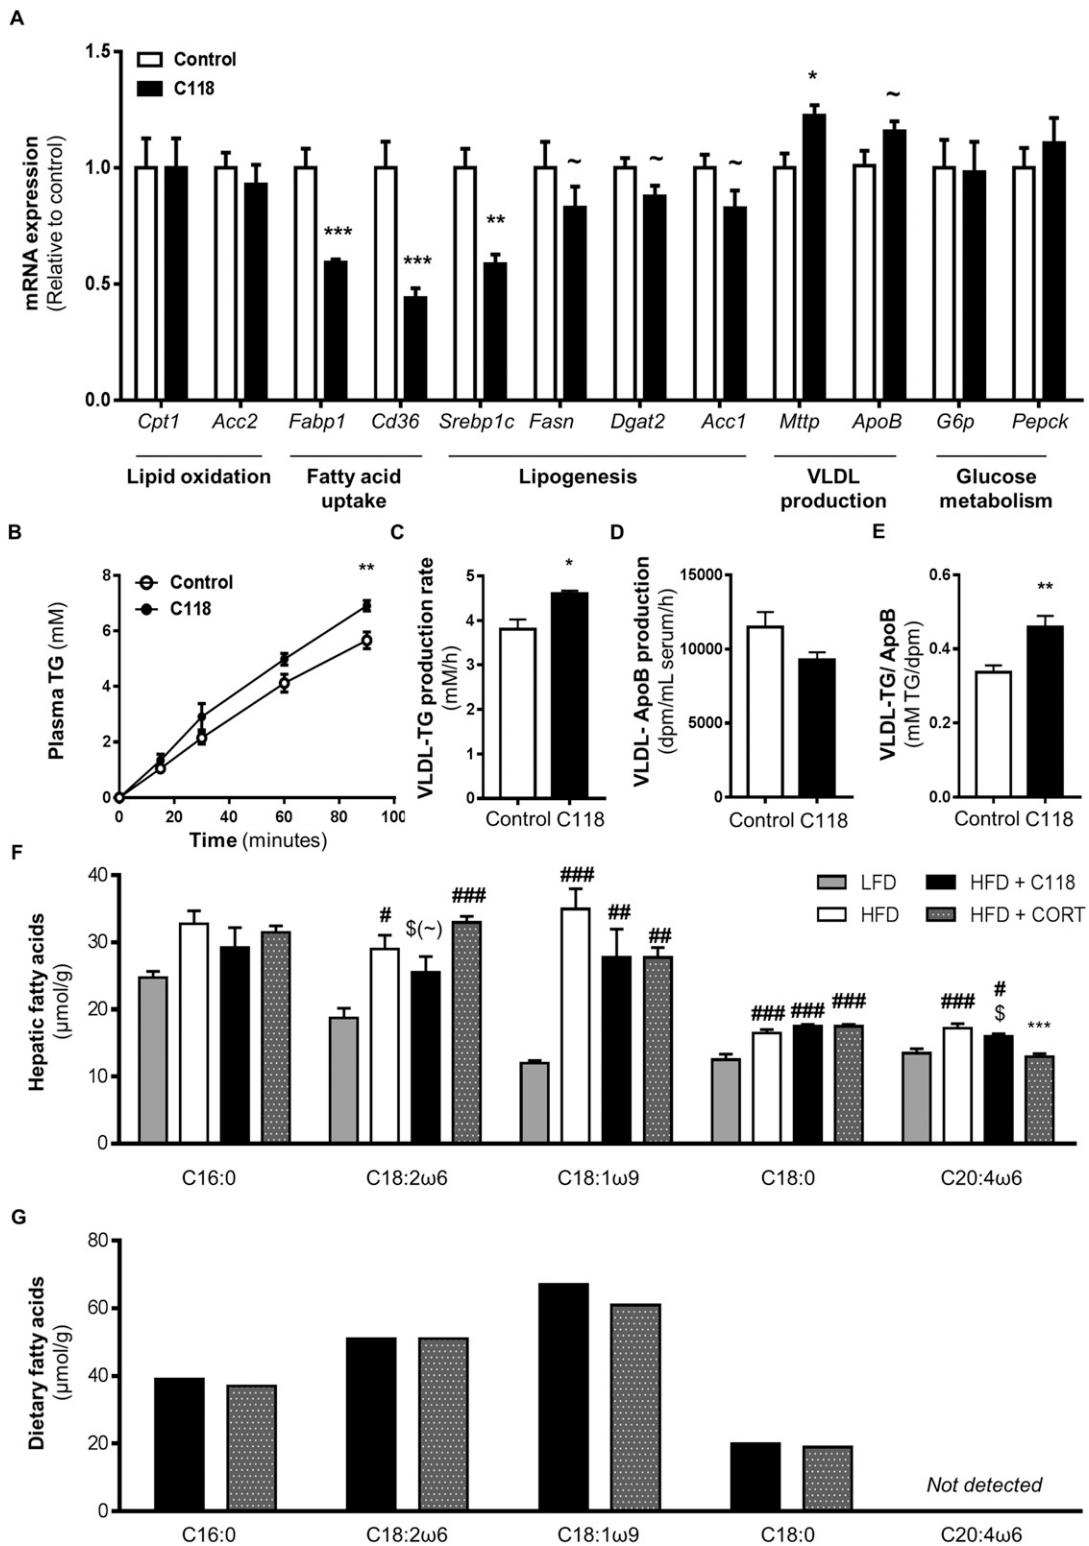 A
1.5
Control
C118
* ~
1.0
~ ~ ~
**
***
***
0.5
0.0
mRNA expression
(Relative to control)
Cpt1 Acc2 Fabp1 Cd36 Srebp1c Fasn Dgat2 Acc1 Mttp ApoB G6p Pepck
Lipid oxidation Fatty acid Lipogenesis VLDL Glucose
uptake production metabolism
B
Plasma TG (mM)
8
6
4
2
0
Control
C118
**
0 20 40 60 80 100
Time (minutes)
C
VLDL-TG production rate
(mM/h)
5
4
3
2
1
0
*
Control C118
D
VLDL- ApoB production
(dpm/mL serum/h)
15000
10000
5000
0
Control C118
E
VLDL-TG/ ApoB
(mM TG/dpm)
0.6
0.4
0.2
0.0
**
Control C118
F
Hepatic fatty acids
(µmol/g)
40
30
20
10
0
LFD HFD + C118
HFD HFD + CORT
# $(~) ###
### ## ##
### ### ###
### # $ ***
C16:0 C18:2ω6 C18:1ω9 C18:0 C20:4ω6
G
Dietary fatty acids
(µmol/g)
80
60
40
20
0
Not detected
C16:0 C18:2ω6 C18:1ω9 C18:0 C20:4ω6